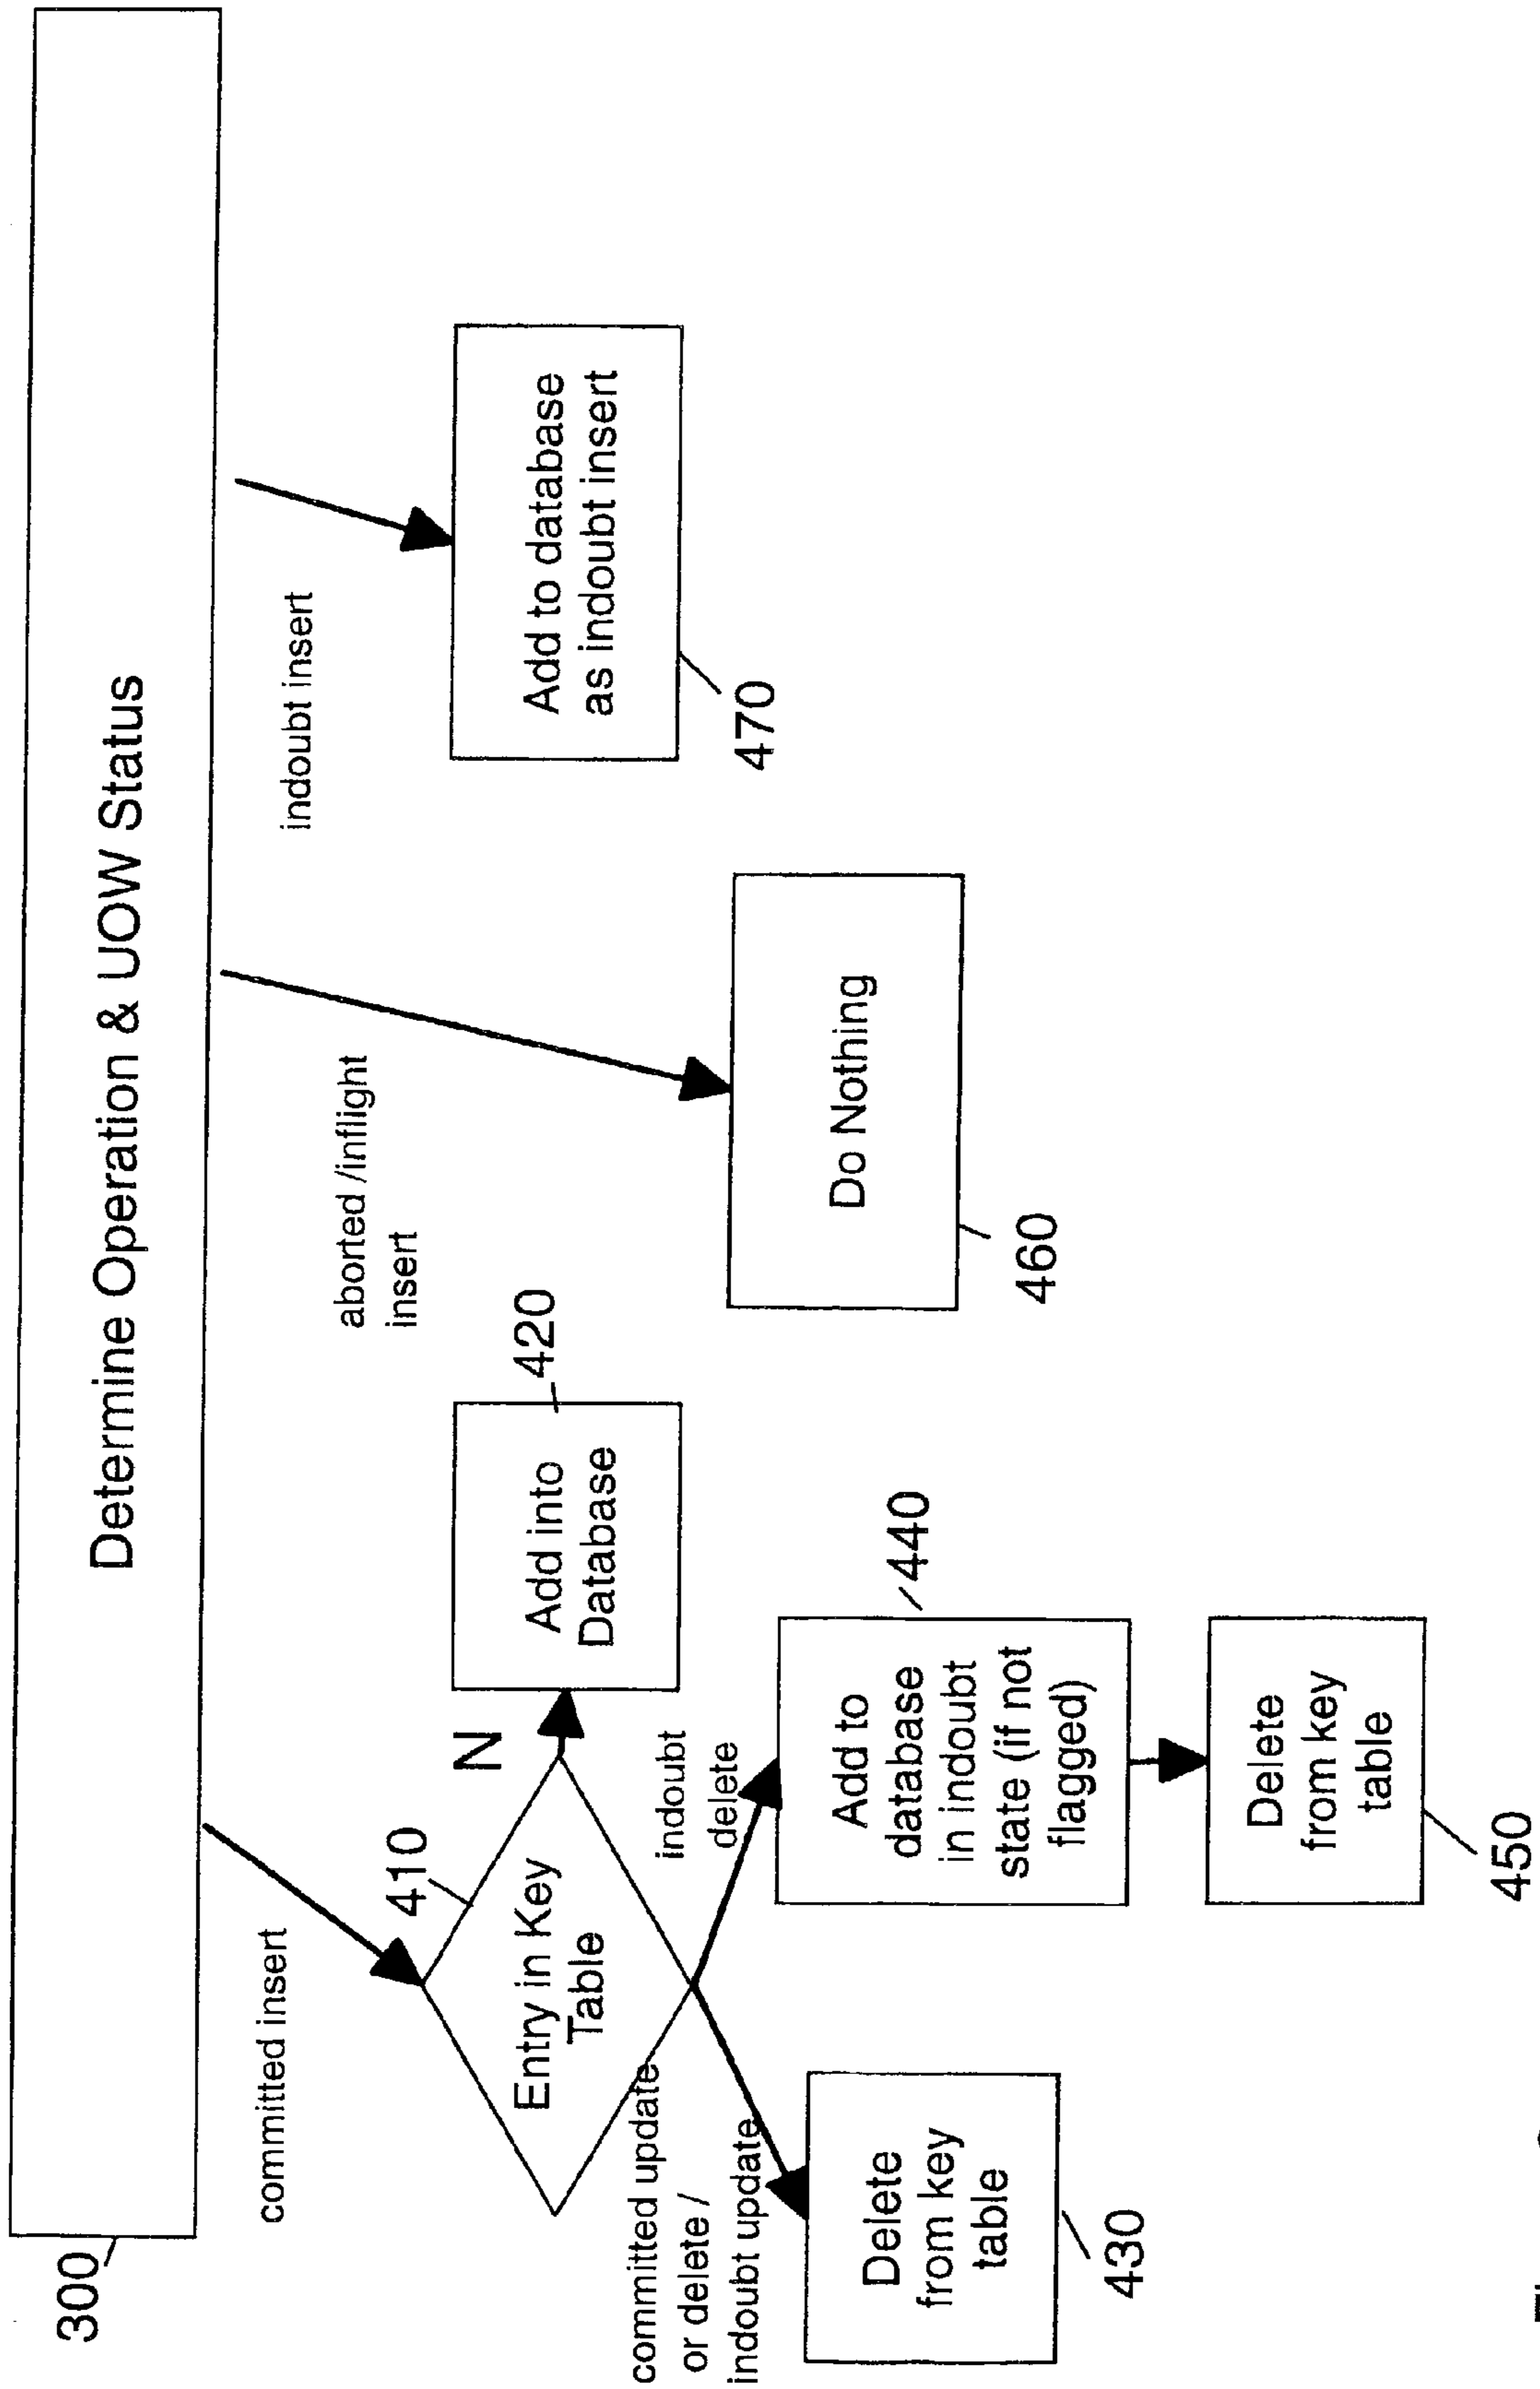 300
Determine Operation & UOW Status
committed insert
aborted /inflight
insert
indoubt insert
410
Entry in Key
Table
N
420
Add into
Database
committed update
or delete /
indoubt update
indoubt
delete
430
Delete
from key
table
440
Add to
database
in indoubt
state (if not
flagged)
450
Delete
from key
table
460
Do Nothing
470
Add to database
as indoubt insert